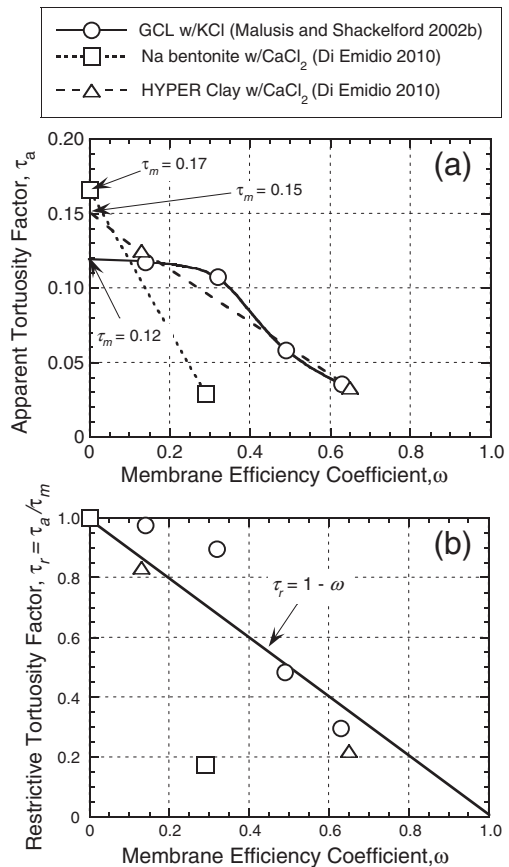 GCL w/KCl (Malusis and Shackelford 2002b)
Na bentonite w/CaCl₂ (Di Emidio 2010)
HYPER Clay w/CaCl₂ (Di Emidio 2010)
(a)
Apparent Tortuosity Factor, τₐ
0.20
0.15
0.10
0.05
0
τₘ = 0.17
τₘ = 0.15
τₘ = 0.12
0 0.2 0.4 0.6 0.8 1.0
Membrane Efficiency Coefficient,ω
(b)
Restrictive Tortuosity Factor, τᵣ = τₐ/τₘ
1.0
0.8
0.6
0.4
0.2
0
τᵣ = 1 - ω
0 0.2 0.4 0.6 0.8 1.0
Membrane Efficiency Coefficient,ω